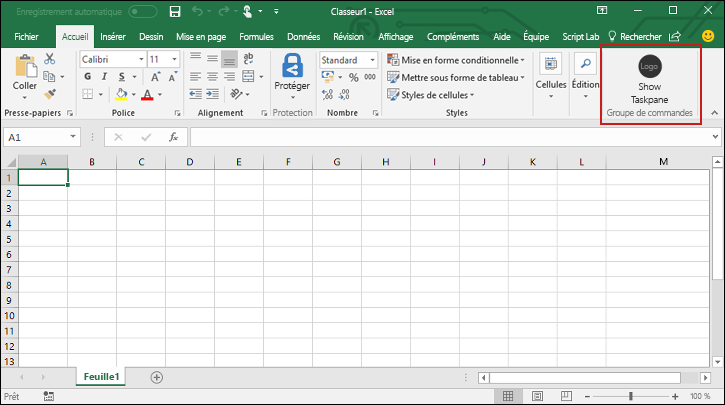 Enregistrement automatique
Classeur1 - Excel
Fichier Accueil Insérer Dessin Mise en page Formules Données Révision Affichage Compléments Aide Équipe Script Lab Rechercher
Coller
Calibri 11
G I S
A A
ab
Protéger
Standard
% 000
Mise en forme conditionnelle
Mettre sous forme de tableau
Styles de cellules
Cellules
Édition
Logo
Show
Taskpane
Presse-papiers Police Alignement Protection Nombre Styles Groupe de commandes
A1 fx
A B C D E F G H I J K L M
1
2
3
4
5
6
7
8
9
10
11
12
13
Feuille1
Prêt 100 %